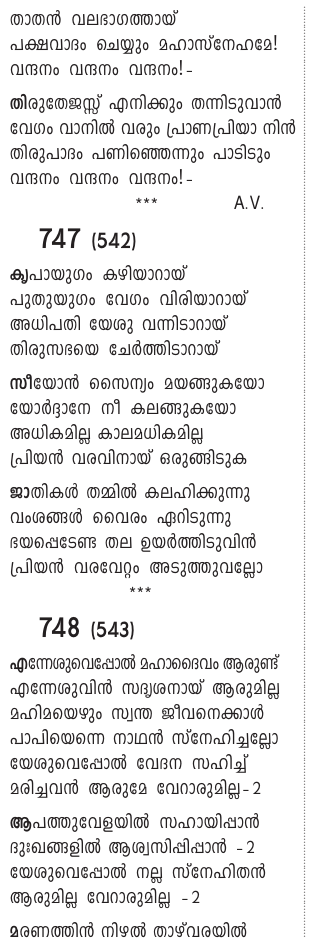 താതൻ വലഭാഗത്തായ്
പക്ഷവാദം ചെയ്യും മഹാസ്നേഹമേ!
വന്ദനം വന്ദനം വന്ദനം!-
തിരുതേജസ്സ് എനിക്കും തന്നിടുവാൻ
വേഗം വാനിൽ വരും പ്രാണപ്രിയാ നിൻ
തിരുപാദം പണിഞ്ഞെന്നും പാടിടും
വന്ദനം വന്ദനം വന്ദനം!-
*** A.V.
747 (542)
കൃപായുഗം കഴിയാറായ്
പുതുയുഗം വേഗം വിരിയാറായ്
അധിപതി യേശു വന്നിടാറായ്
തിരുസഭയെ ചേർത്തിടാറായ്
സീയോൻ സൈന്യം മയങ്ങുകയോ
യോർദ്ദാനേ നീ കലങ്ങുകയോ
അധികമില്ല കാലമധികമില്ല
പ്രിയൻ വരവിനായ് ഒരുങ്ങിടുക
ജാതികൾ തമ്മിൽ കലഹിക്കുന്നു
വംശങ്ങൾ വൈരം ഏറിടുന്നു
ഭയപ്പെടേണ്ട തല ഉയർത്തിടുവിൻ
പ്രിയൻ വരവേറ്റം അടുത്തുവല്ലോ
***
748 (543)
എന്നേശുവെപ്പോൽ മഹാദൈവം ആരുണ്ട്
എന്നേശുവിൻ സദൃശനായ് ആരുമില്ല
മഹിമയെഴും സ്വന്ത ജീവനെക്കാൾ
പാപിയെന്നെ നാഥൻ സ്നേഹിച്ചല്ലോ
യേശുവെപ്പോൽ വേദന സഹിച്ച്
മരിച്ചവൻ ആരുമേ വേറാരുമില്ല-2
ആപത്തുവേളയിൽ സഹായിപ്പാൻ
ദുഃഖങ്ങളിൽ ആശ്വസിപ്പിപ്പാൻ -2
യേശുവെപ്പോൽ നല്ല സ്നേഹിതൻ
ആരുമില്ല വേറാരുമില്ല -2
മരണത്തിൻ നിഴൽ താഴ്‌വരയിൽ